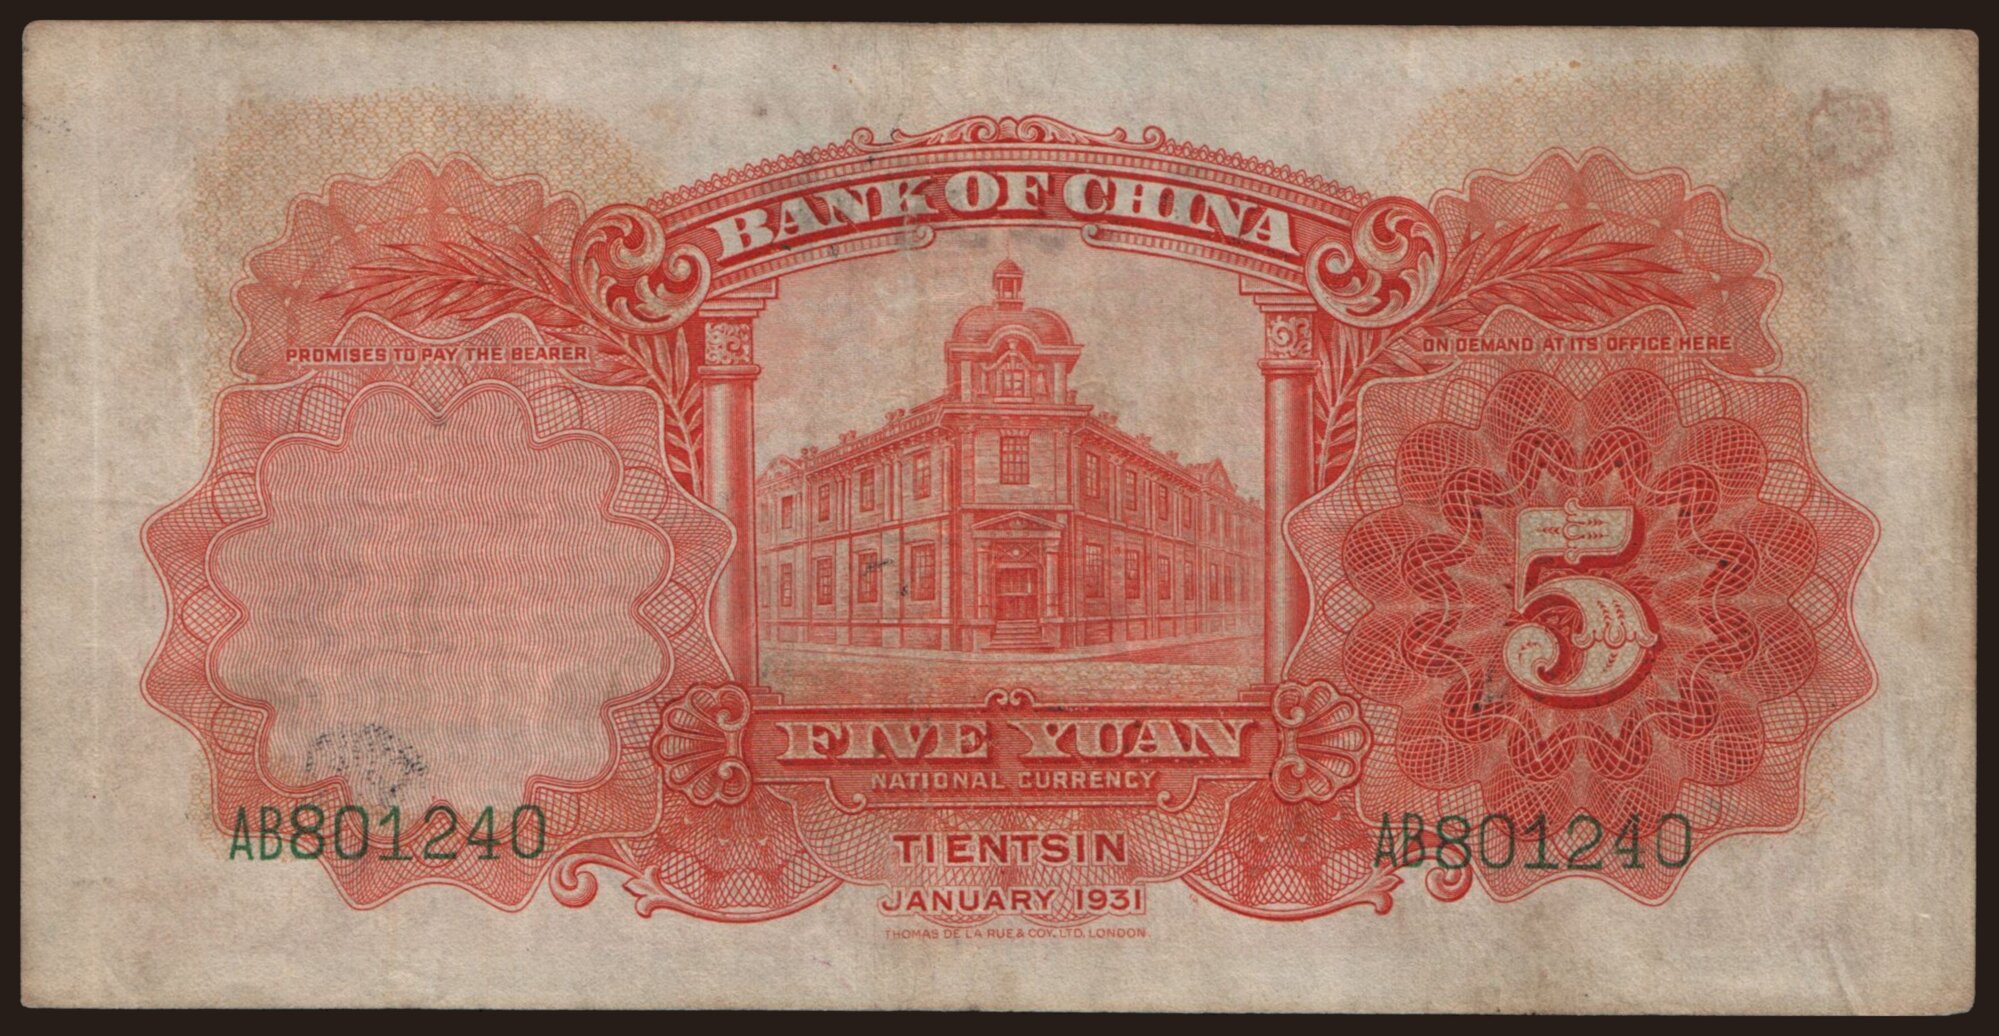 BANK OF CHINA
PROMISES TO PAY THE BEARER
ON DEMAND AT ITS OFFICE HERE
5
FIVE YUAN
NATIONAL CURRENCY
AB801240
AB801240
TIENTSIN
JANUARY 1931
THOMAS DE LA RUE & COY. LTD. LONDON.